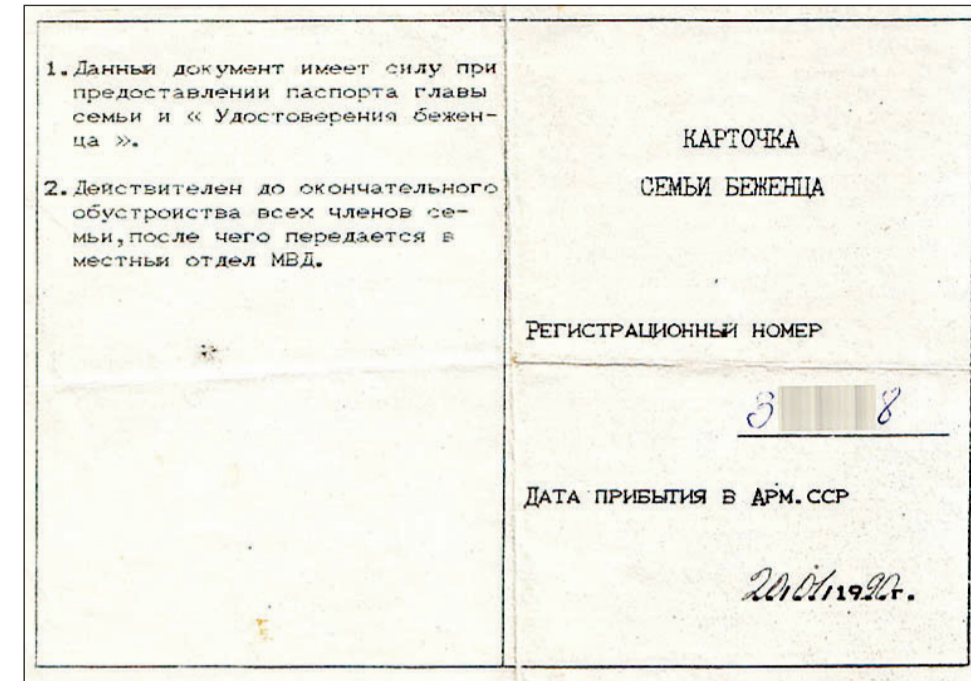 1. Данный документ имеет силу при
предоставлении паспорта главы
семьи и « Удостоверения бежен-
ца ».
2. Действителен до окончательного
обустройства всех членов се-
мьи, после чего передается в
местный отдел МВД.
КАРТОЧКА
СЕМЬИ БЕЖЕНЦА
РЕГИСТРАЦИОННЫЙ НОМЕР
3 8
ДАТА ПРИБЫТИЯ В АРМ.ССР
20.01.1990г.